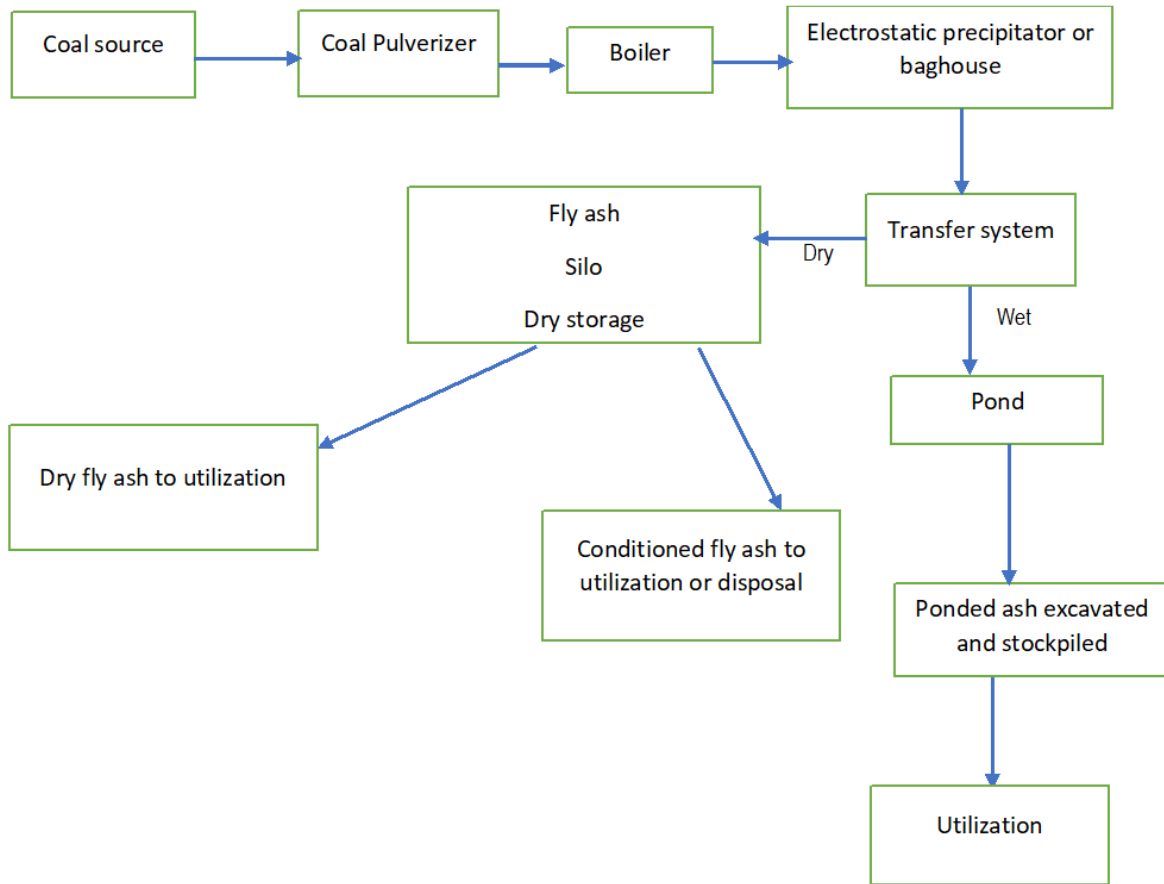 Coal source
Coal Pulverizer
Boiler
Electrostatic precipitator or
baghouse
Fly ash
Silo
Dry storage
Dry
Transfer system
Wet
Pond
Dry fly ash to utilization
Conditioned fly ash to
utilization or disposal
Ponded ash excavated
and stockpiled
Utilization